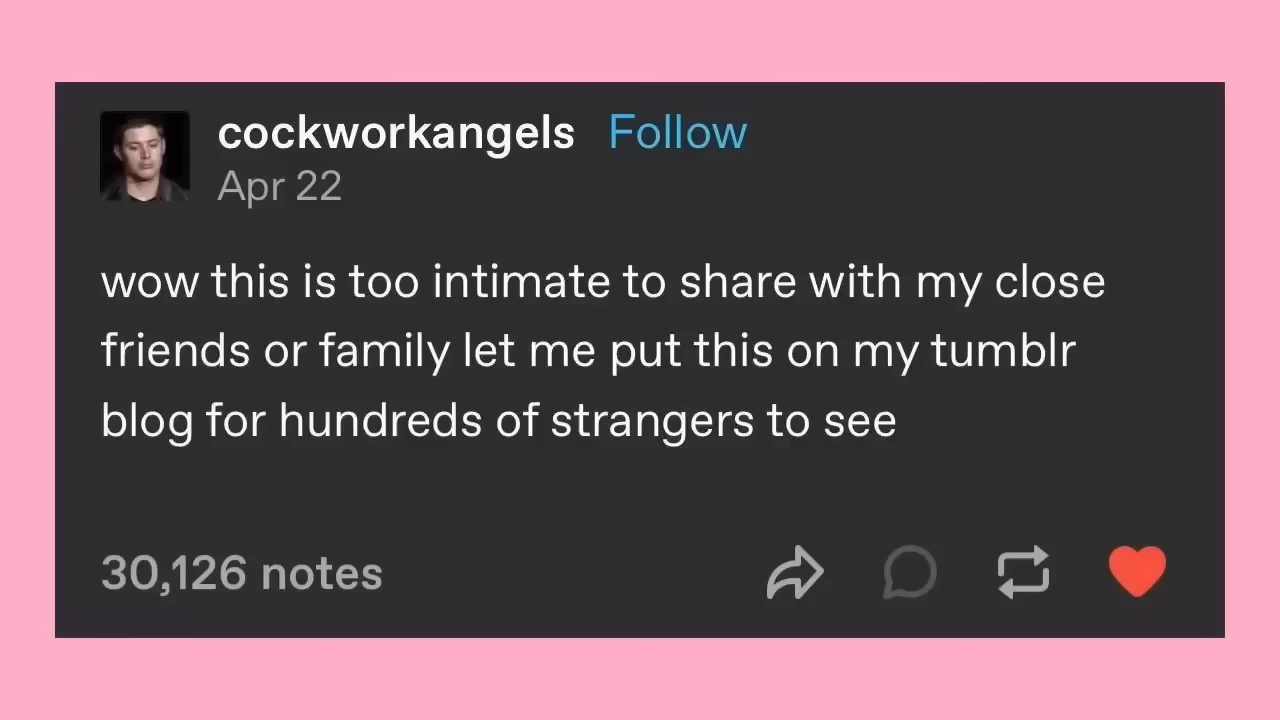 cockworkangels Follow
Apr 22
wow this is too intimate to share with my close
friends or family let me put this on my tumblr
blog for hundreds of strangers to see
30,126 notes